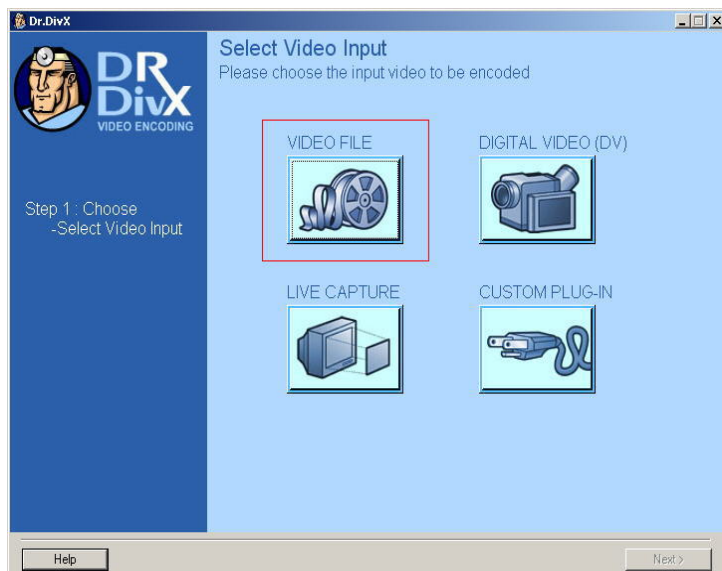 Dr.DivX
DR
DivX
VIDEO ENCODING
Select Video Input
Please choose the input video to be encoded
Step 1 : Choose
-Select Video Input
VIDEO FILE
DIGITAL VIDEO (DV)
LIVE CAPTURE
CUSTOM PLUG-IN
Help
Next >